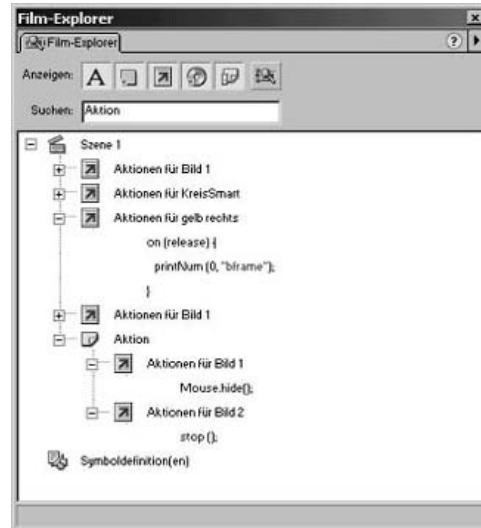 Film-Explorer
Film-Explorer
Anzeigen: A
Suchen: Aktion
Szene 1
Aktionen für Bild 1
Aktionen für KreisSmart
Aktionen für gelb rechts
on (release) {
printNum (0, "bframe");
}
Aktionen für Bild 1
Aktion
Aktionen für Bild 1
Mouse.hide();
Aktionen für Bild 2
stop ();
Symboldefinition(en)